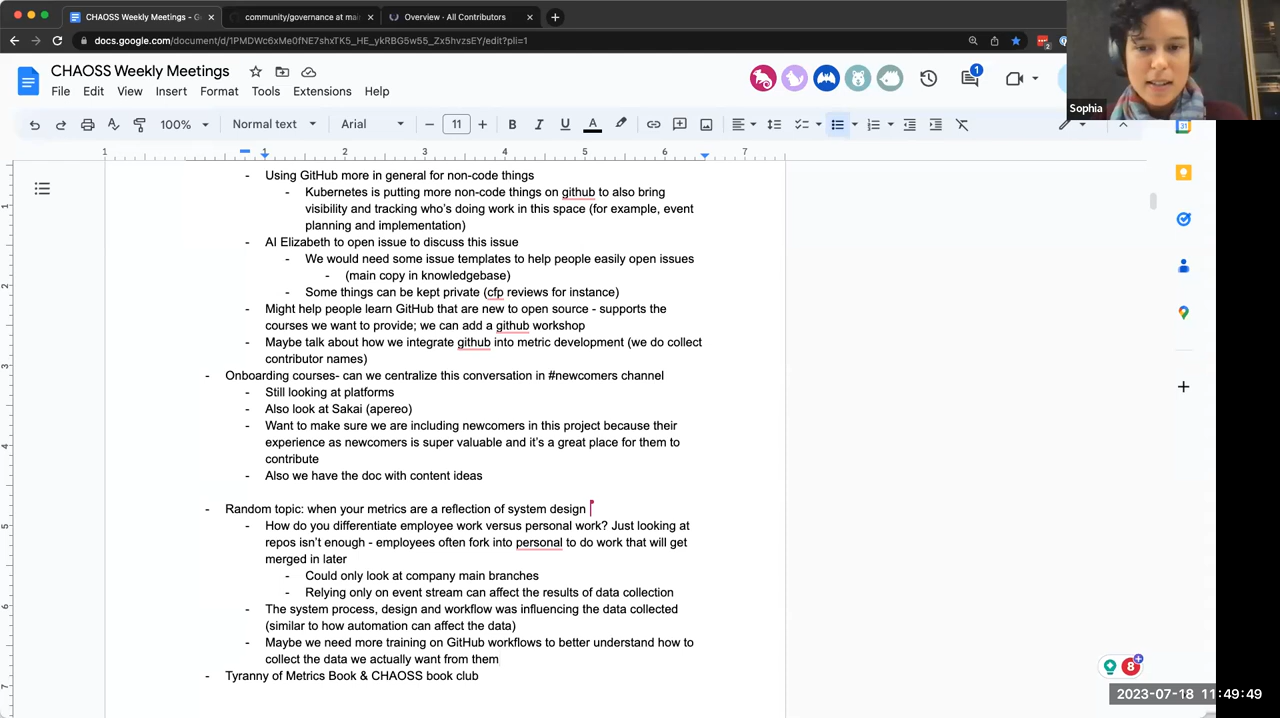 CHAOSS Weekly Meetings - G
community/governance at mai
Overview · All Contributors
docs.google.com/document/d/1PMDWc6xMe0fNE7shxTK5_HE_ykRBG5w55_Zx5hvzsEY/edit?pli=1
2
CHAOSS Weekly Meetings
1
File Edit View Insert Format Tools Extensions Help
Sophia
100% Normal text Arial 11
1 1 2 3 4 5 6 7
- Using GitHub more in general for non-code things
- Kubernetes is putting more non-code things on github to also bring
visibility and tracking who's doing work in this space (for example, event
planning and implementation)
- AI Elizabeth to open issue to discuss this issue
- We would need some issue templates to help people easily open issues
- (main copy in knowledgebase)
- Some things can be kept private (cfp reviews for instance)
- Might help people learn GitHub that are new to open source - supports the
courses we want to provide; we can add a github workshop
- Maybe talk about how we integrate github into metric development (we do collect
contributor names)
- Onboarding courses- can we centralize this conversation in #newcomers channel
- Still looking at platforms
- Also look at Sakai (apereo)
- Want to make sure we are including newcomers in this project because their
experience as newcomers is super valuable and it's a great place for them to
contribute
- Also we have the doc with content ideas
- Random topic: when your metrics are a reflection of system design
- How do you differentiate employee work versus personal work? Just looking at
repos isn't enough - employees often fork into personal to do work that will get
merged in later
- Could only look at company main branches
- Relying only on event stream can affect the results of data collection
- The system process, design and workflow was influencing the data collected
(similar to how automation can affect the data)
- Maybe we need more training on GitHub workflows to better understand how to
collect the data we actually want from them
- Tyranny of Metrics Book & CHAOSS book club
8
2023-07-18 11:49:49